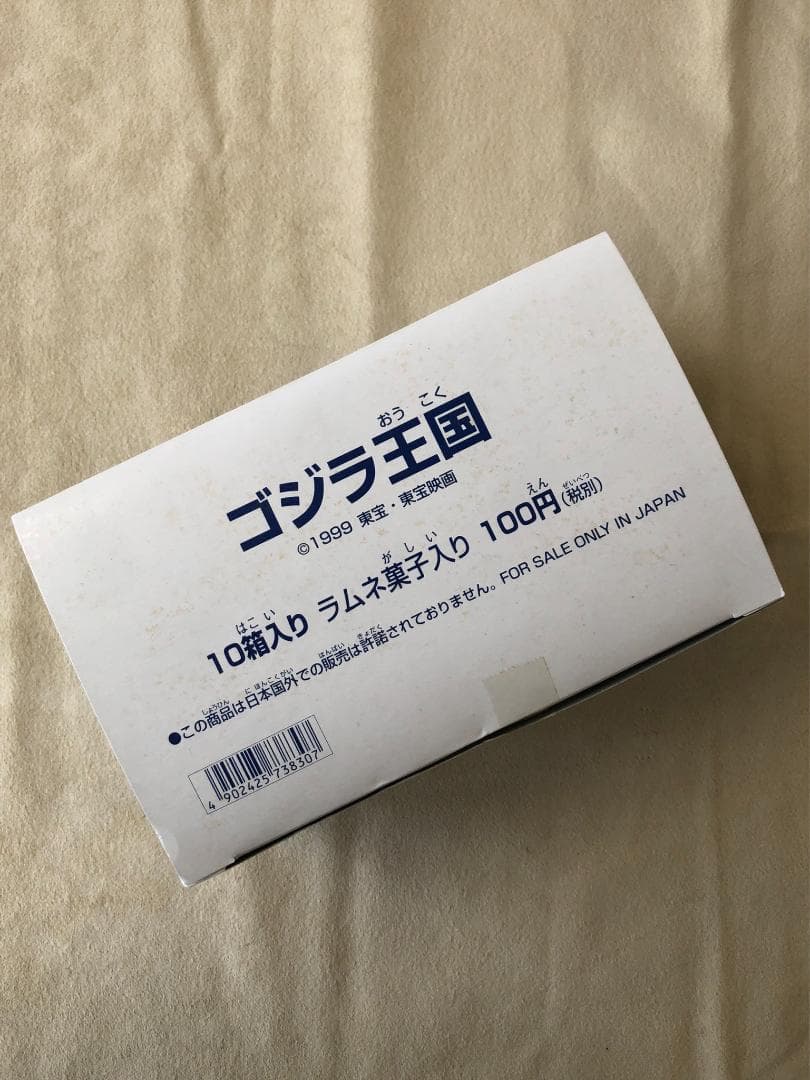 おうこく
ゴジラ王国
©1999 東宝・東宝映画
はこい がしい えん ぜいべつ
10箱入り ラムネ菓子入り 100円(税別)
しょうひん にほんこくがい はんばい きょだく
●この商品は日本国外での販売は許諾されておりません。FOR SALE ONLY IN JAPAN
4 902425 738307